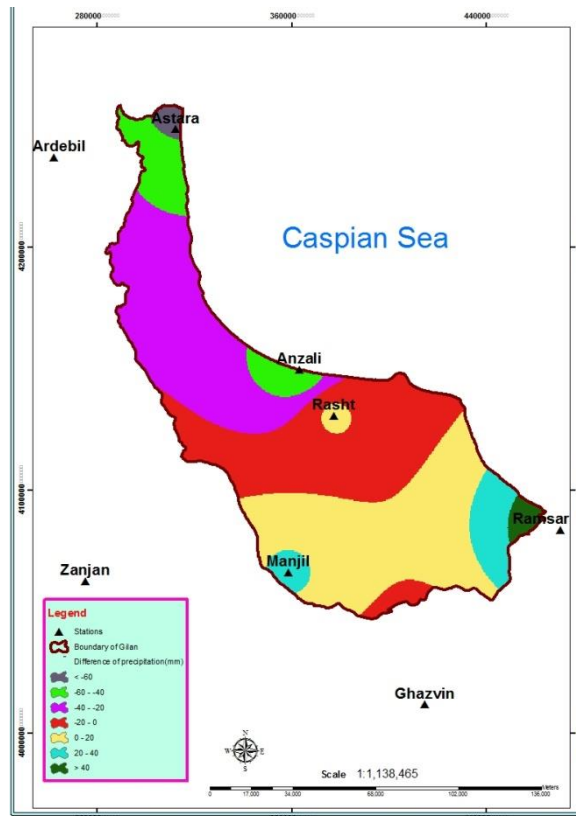 280000 360000 440000
Astara
Ardebil
Caspian Sea
4200000
Anzali
Rasht
4100000
Ramsar
Manjil
Zanjan
Legend
Stations
Boundary of Gilan
Difference of precipitation(mm)
< -60
-60 - -40
-40 - -20
-20 - 0
0 - 20
20 - 40
> 40
Ghazvin
4000000
N
W E
S
Scale 1:1,138,465
Meters
0 17,000 34,000 68,000 102,000 136,000